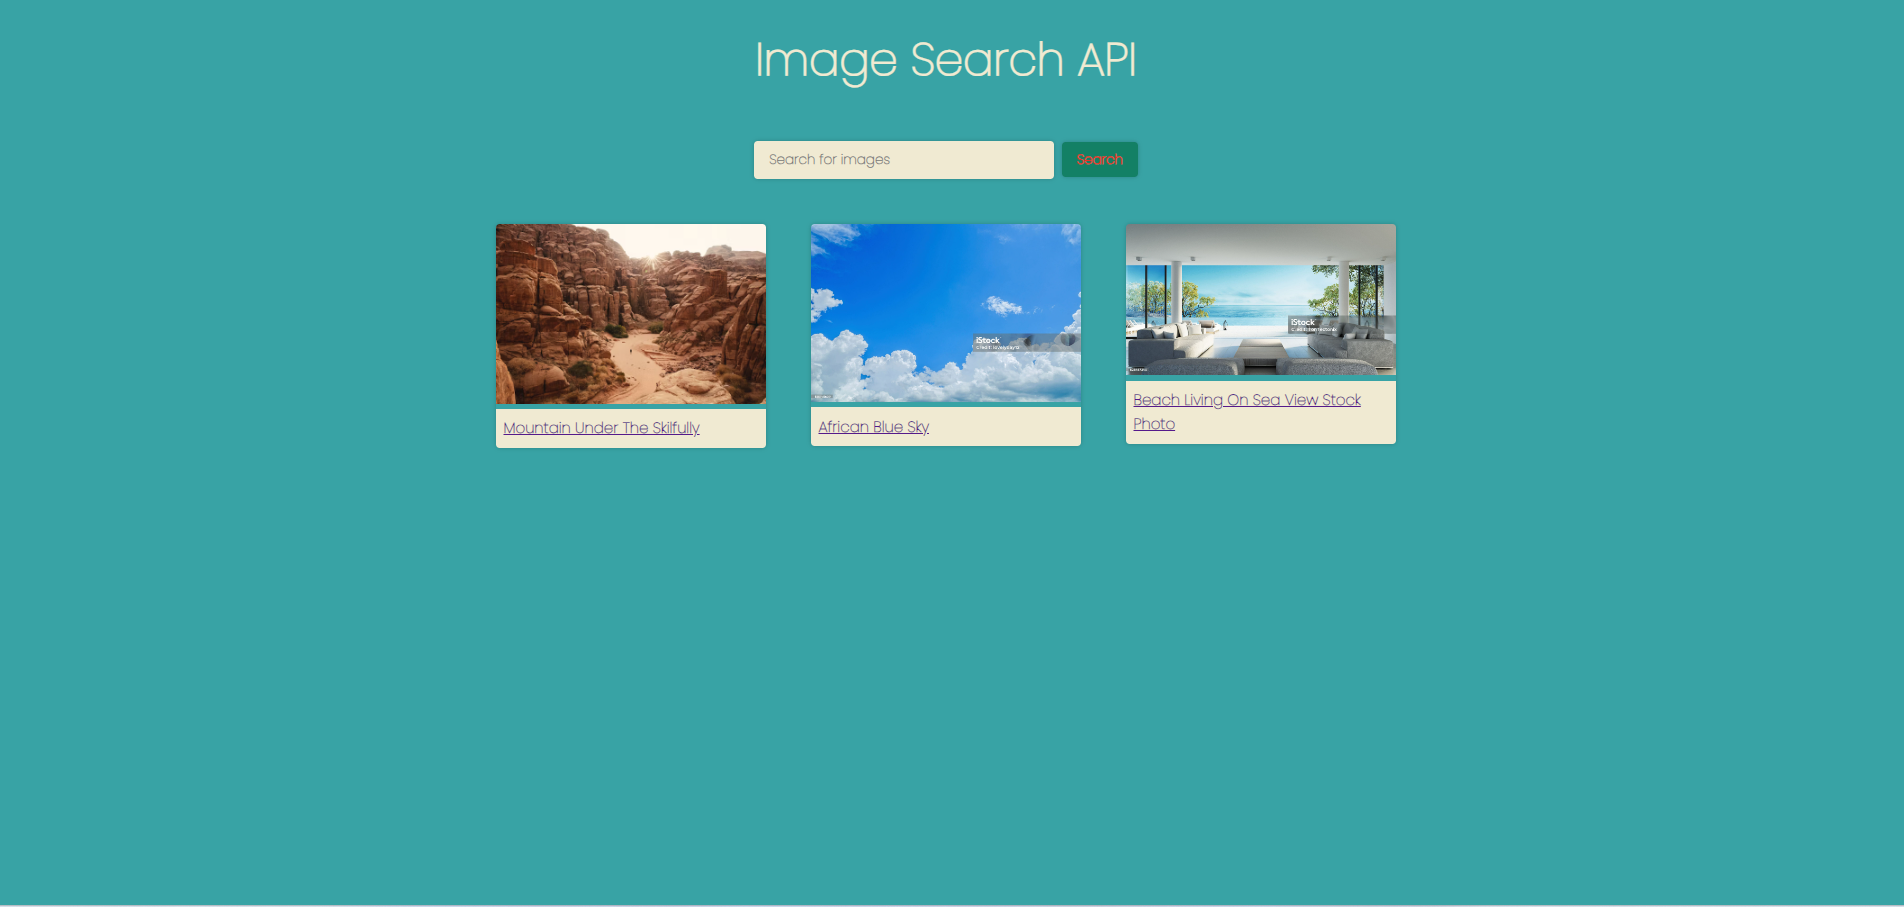 Image Search API
Search for images
Search
iStock
iStock
Mountain Under The Skilfully
African Blue Sky
Beach Living On Sea View Stock
Photo